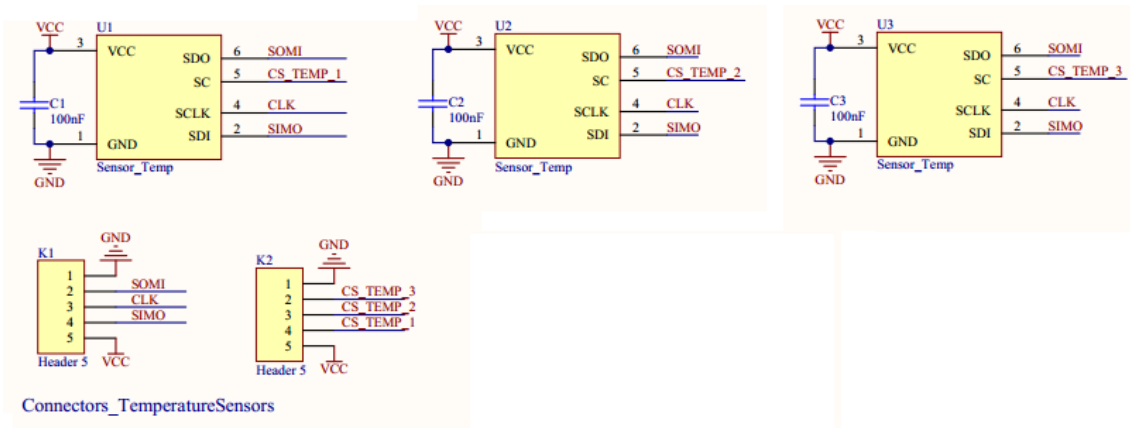 VCC
U1
3
VCC
SDO
6
SOMI
SC
5
CS_TEMP_1
C1
100nF
SCLK
4
CLK
1
GND
SDI
2
SIMO
Sensor_Temp
GND
VCC
U2
3
VCC
SDO
6
SOMI
SC
5
CS_TEMP_2
C2
100nF
SCLK
4
CLK
1
GND
SDI
2
SIMO
Sensor_Temp
GND
VCC
U3
3
VCC
SDO
6
SOMI
SC
5
CS_TEMP_3
C3
100nF
SCLK
4
CLK
1
GND
SDI
2
SIMO
Sensor_Temp
GND
K1
GND
1
2
SOMI
3
CLK
4
SIMO
5
Header 5
VCC
K2
GND
1
2
CS_TEMP_3
3
CS_TEMP_2
4
CS_TEMP_1
5
Header 5
VCC
Connectors_TemperatureSensors